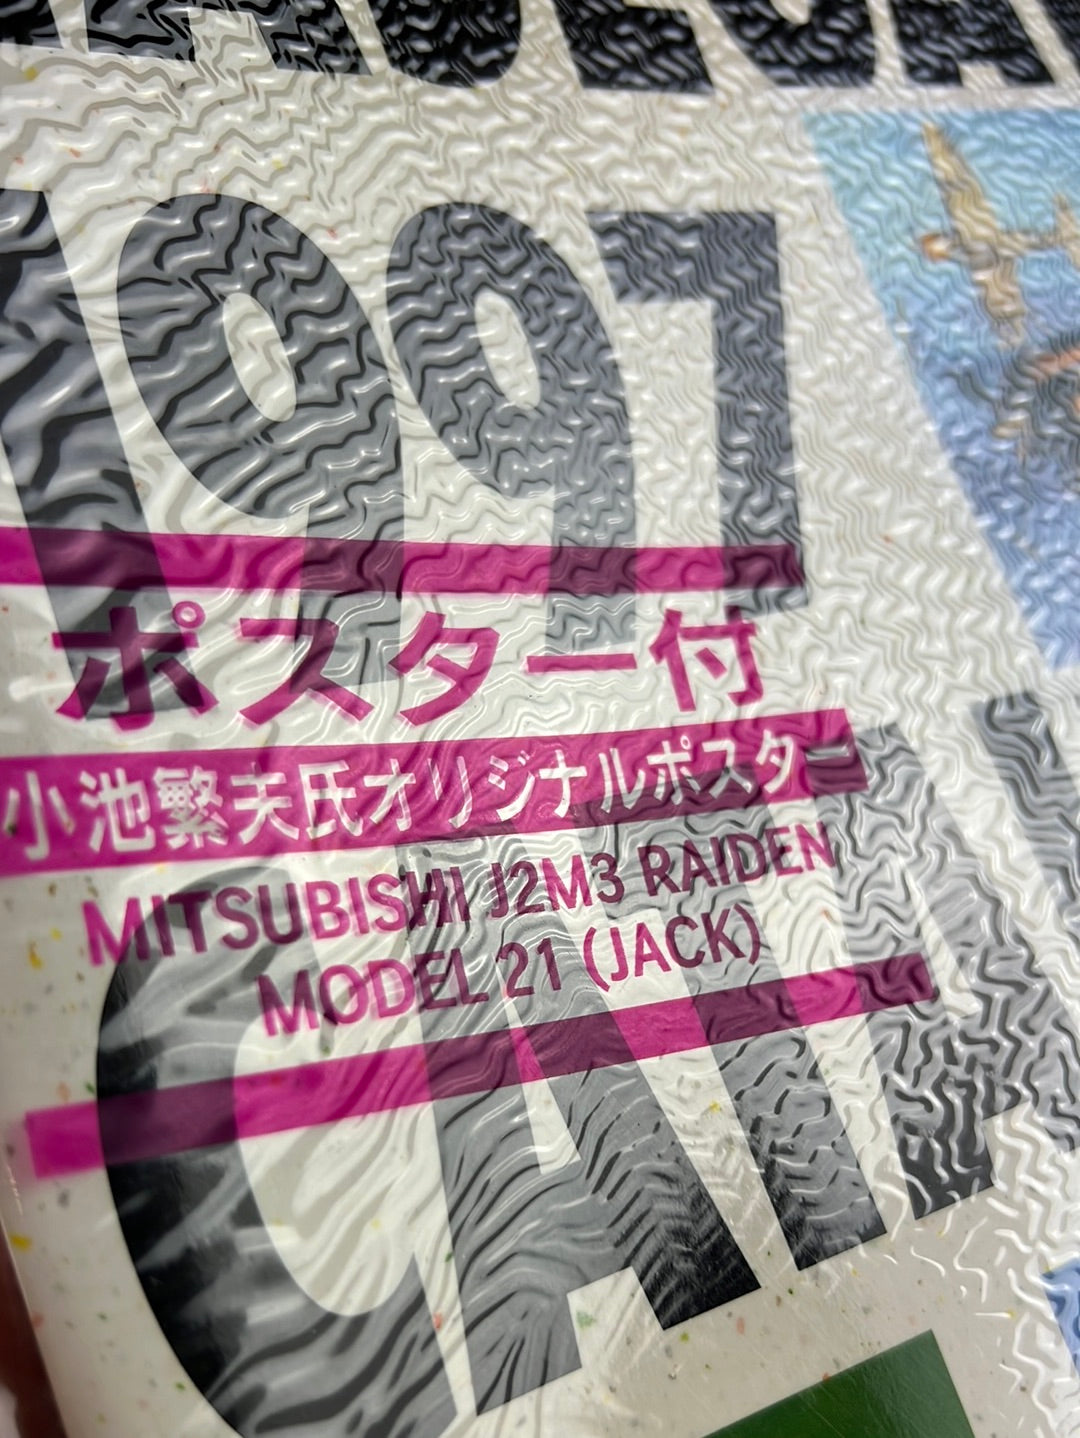 1997
ポスター付
小池繁夫氏オリジナルポスター
MITSUBISHI J2M3 RAIDEN
MODEL 21 (JACK)